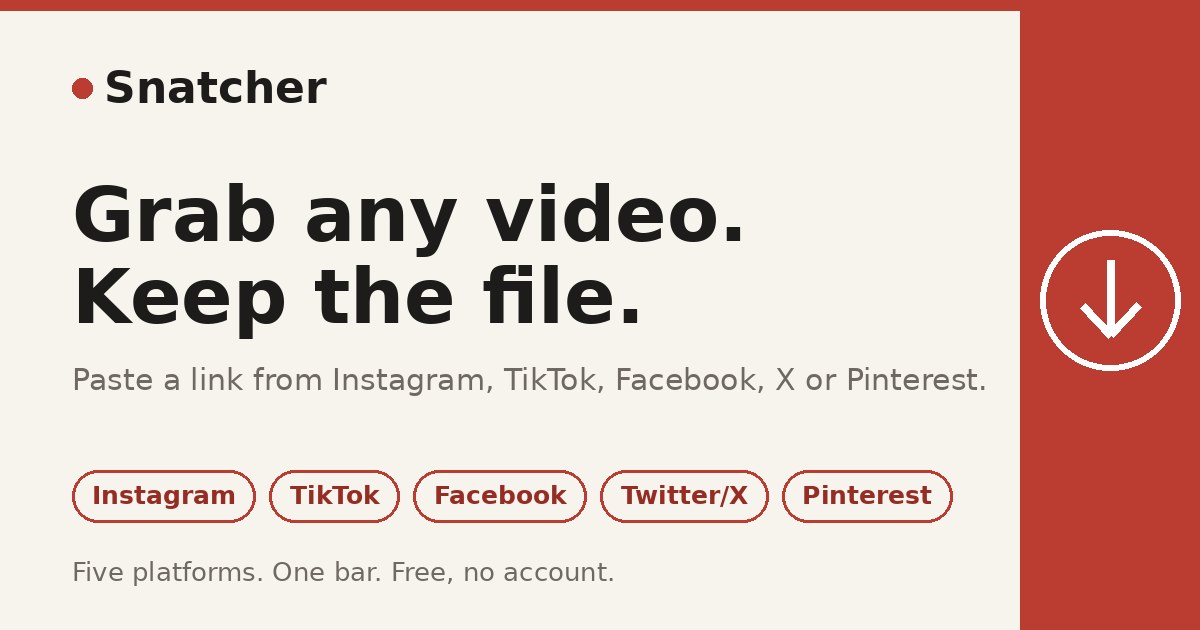 Snatcher
Grab any video.
Keep the file.
Paste a link from Instagram, TikTok, Facebook, X or Pinterest.
Instagram TikTok Facebook Twitter/X Pinterest
Five platforms. One bar. Free, no account.